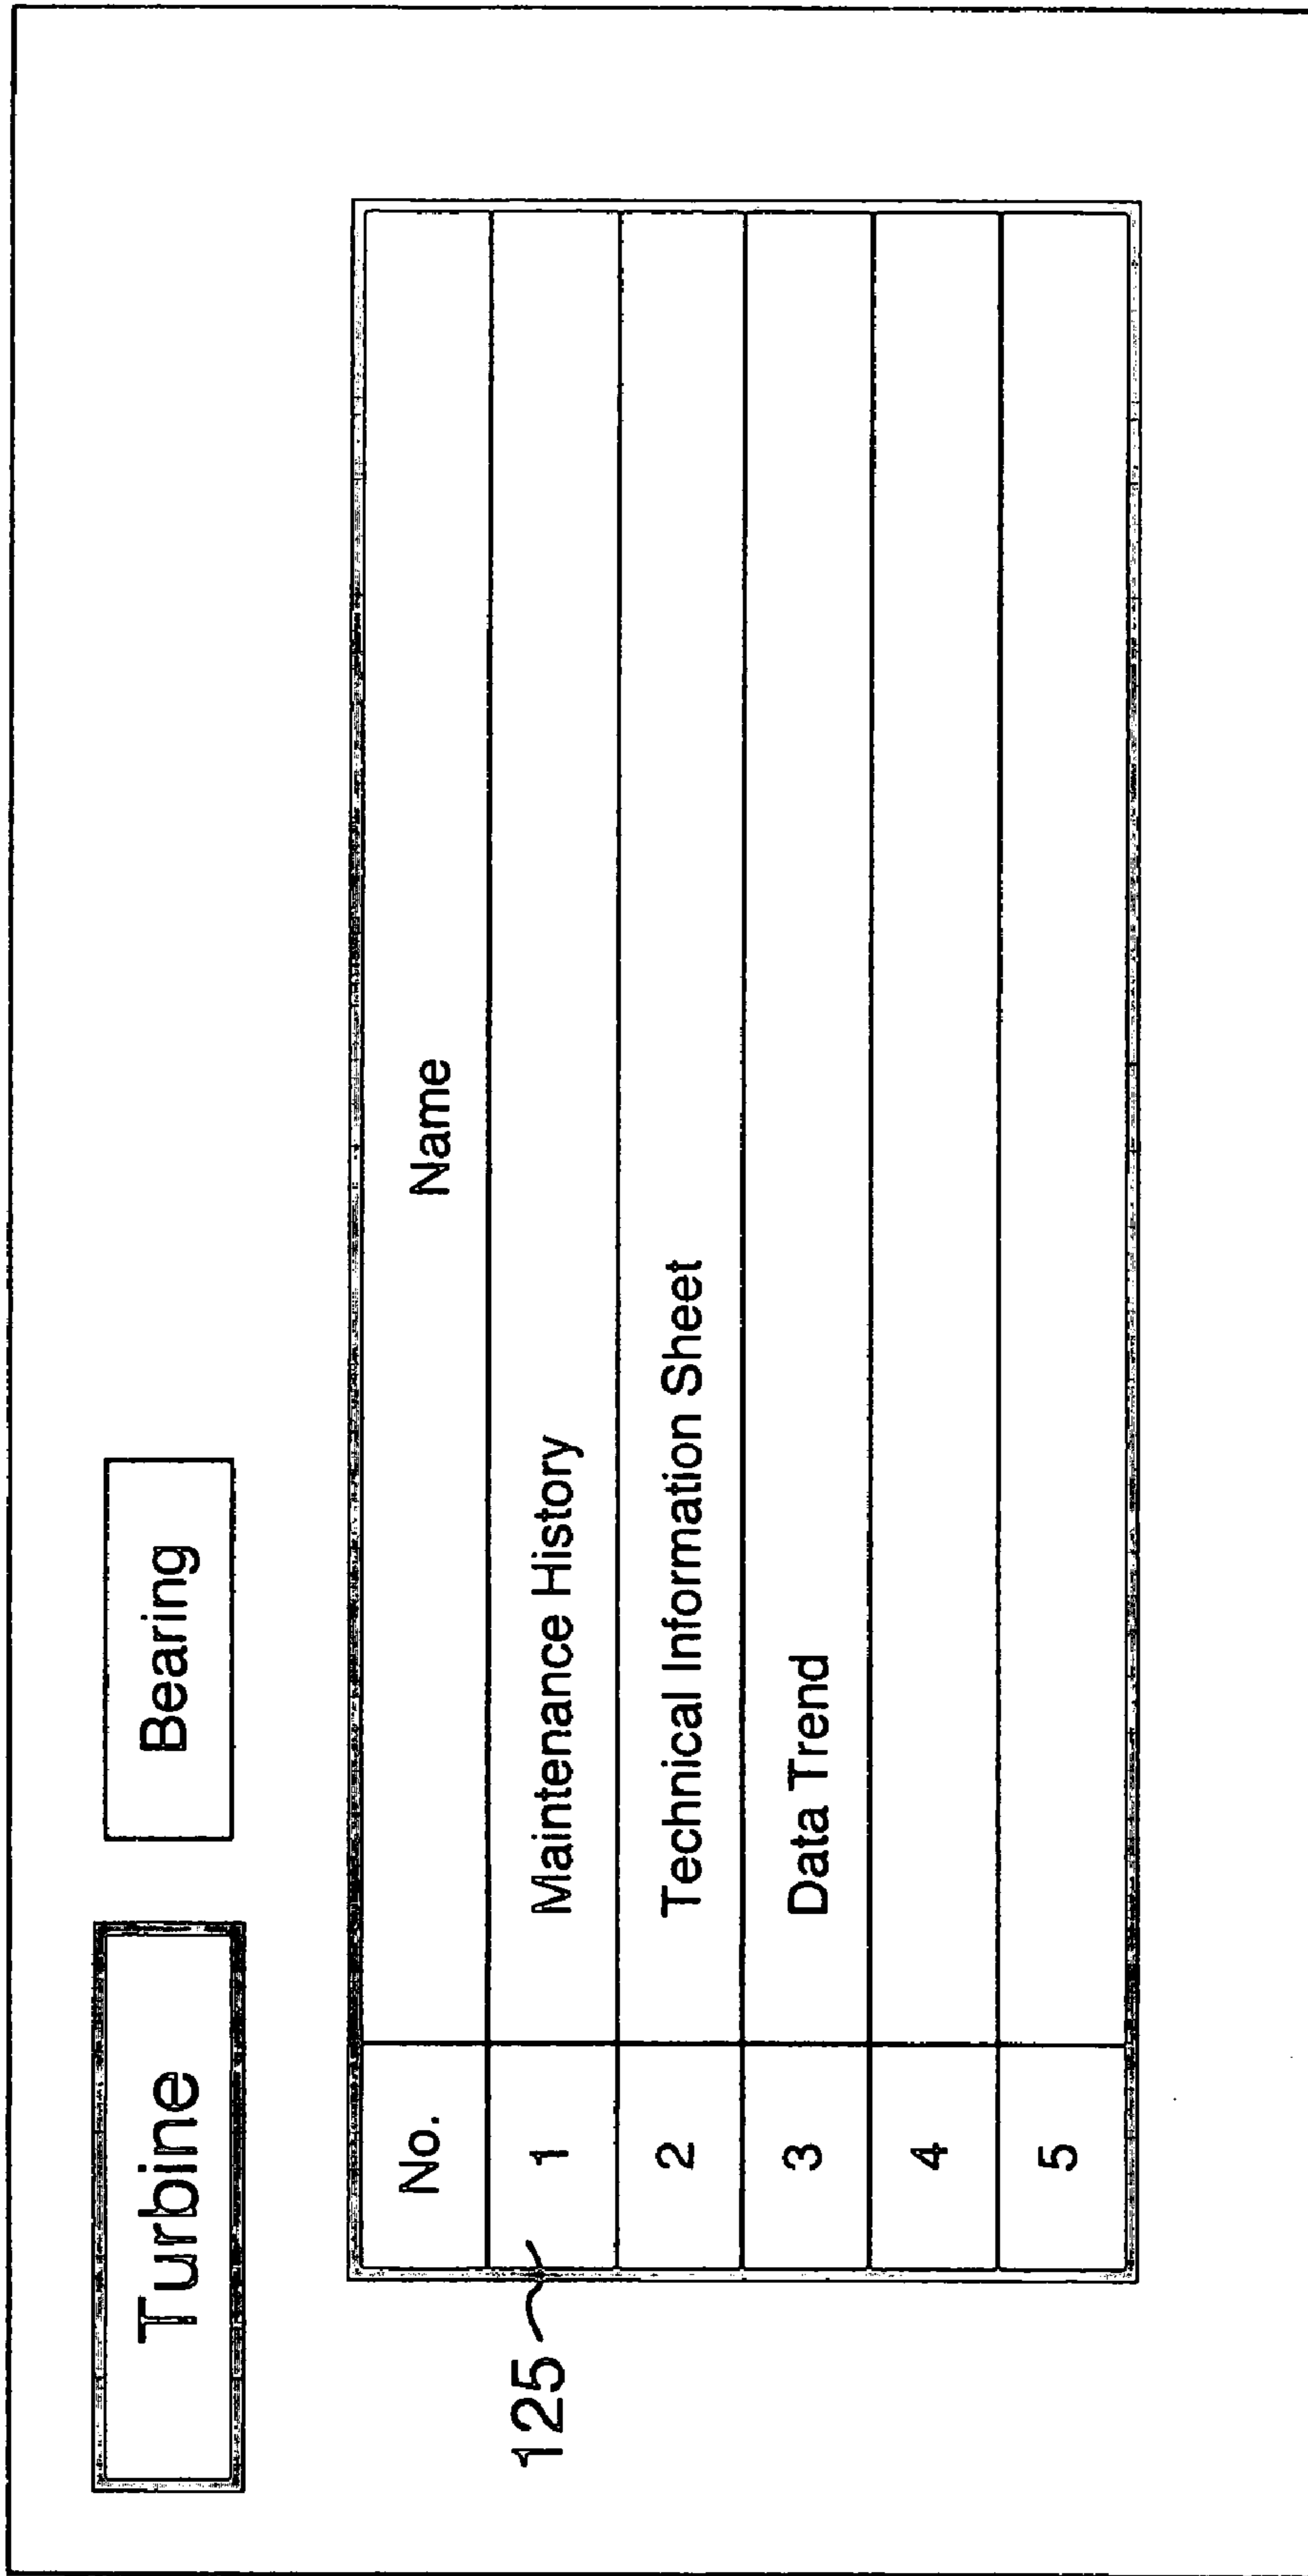 Turbine Bearing
No. Name
125 1 Maintenance History
2 Technical Information Sheet
3 Data Trend
4
5